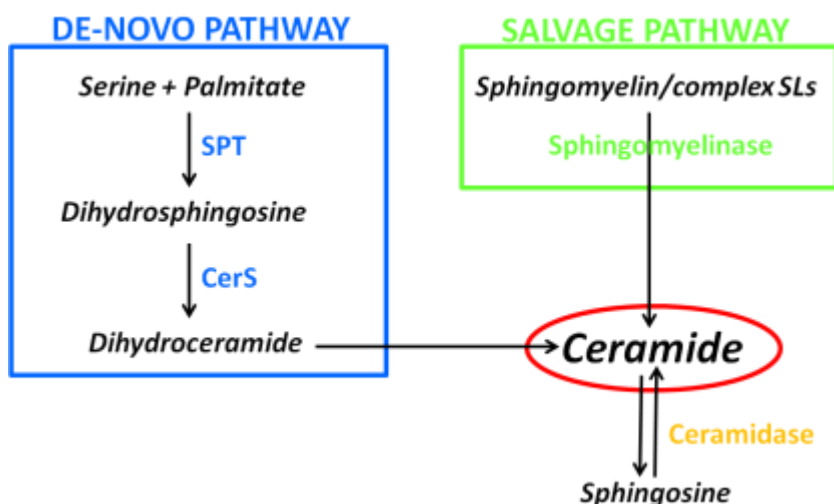 DE-NOVO PATHWAY
Serine + Palmitate
SPT
Dihydrosphingosine
CerS
Dihydroceramide
SALVAGE PATHWAY
Sphingomyelin/complex SLs
Sphingomyelinase
Ceramide
Ceramidase
Sphingosine